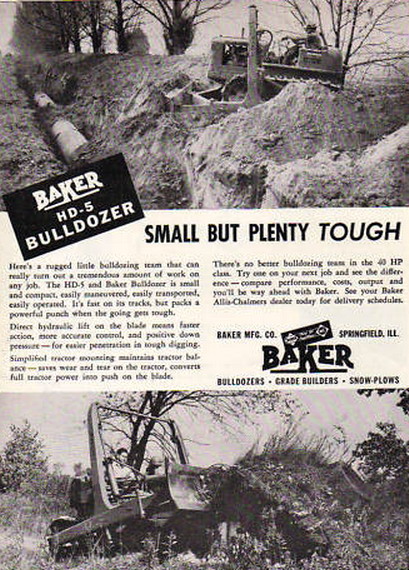 BAKER
HD-5
BULLDOZER
SMALL BUT PLENTY TOUGH
Here's a rugged little bulldozing team that can
really turn out a tremendous amount of work on
any job. The HD-5 and Baker Bulldozer is small
and compact, easily maneuvered, easily transported,
easily operated. It's fast on its tracks, but packs a
powerful punch when the going gets tough.
Direct hydraulic lift on the blade means faster
action, more accurate control, and positive down
pressure — for easier penetration in tough digging.
Simplified tractor mounting maintains tractor bal-
ance — saves wear and tear on the tractor, converts
full tractor power into push on the blade.
There's no better bulldozing team in the 40 HP
class. Try one on your next job and see the differ-
ence — compare performance, costs, output and
you'll be way ahead with Baker. See your Baker
Allis-Chalmers dealer today for delivery schedules.
BAKER MFG. CO. SPRINGFIELD, ILL.
BAKER
BULLDOZERS • GRADE BUILDERS • SNOW-PLOWS